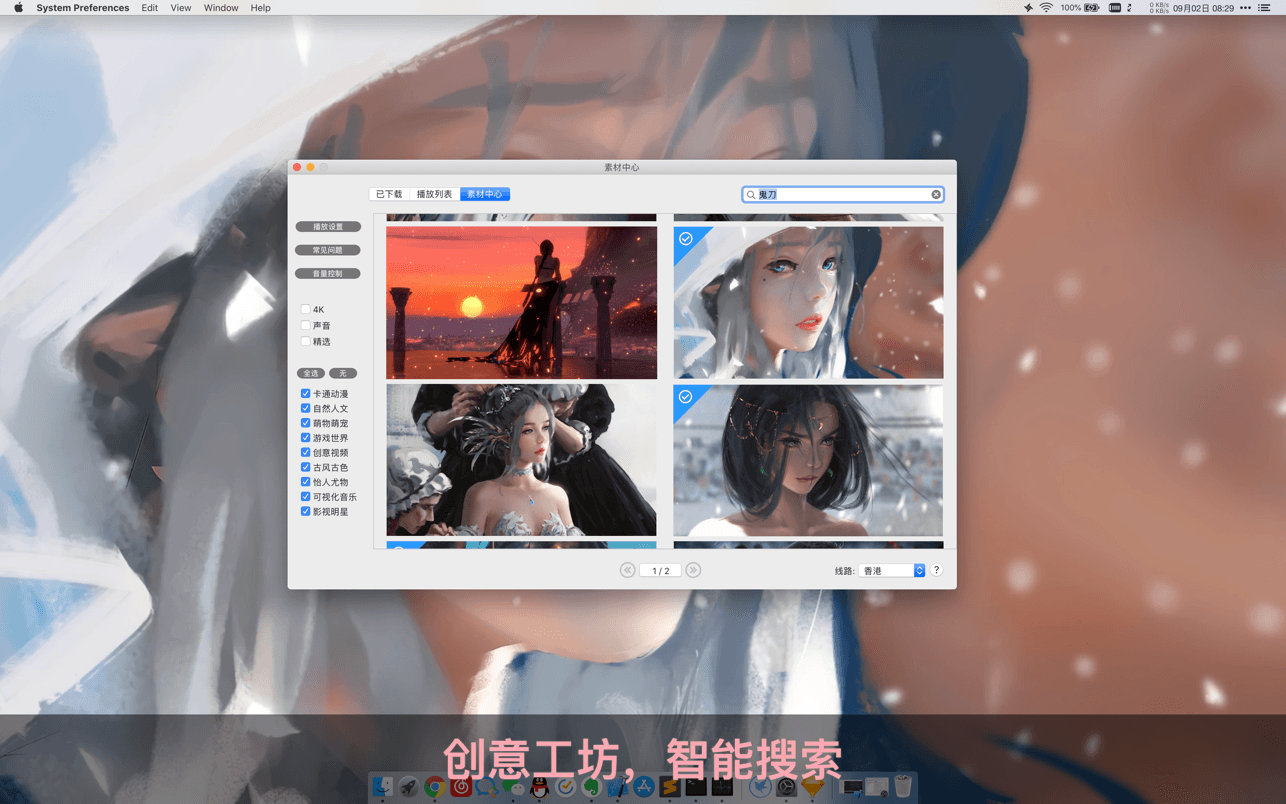 System Preferences Edit View Window Help 100% 0 KB/s 0 KB/s 09月02日 08:29
素材中心
已下载 播放列表 素材中心 鬼刀
播放设置
常见问题
音量控制
4K
声音
精选
全选 无
卡通动漫
自然人文
萌物萌宠
游戏世界
创意视频
古风古色
怡人尤物
可视化音乐
影视明星
1 / 2 线路: 香港 ?
创意工坊，智能搜索